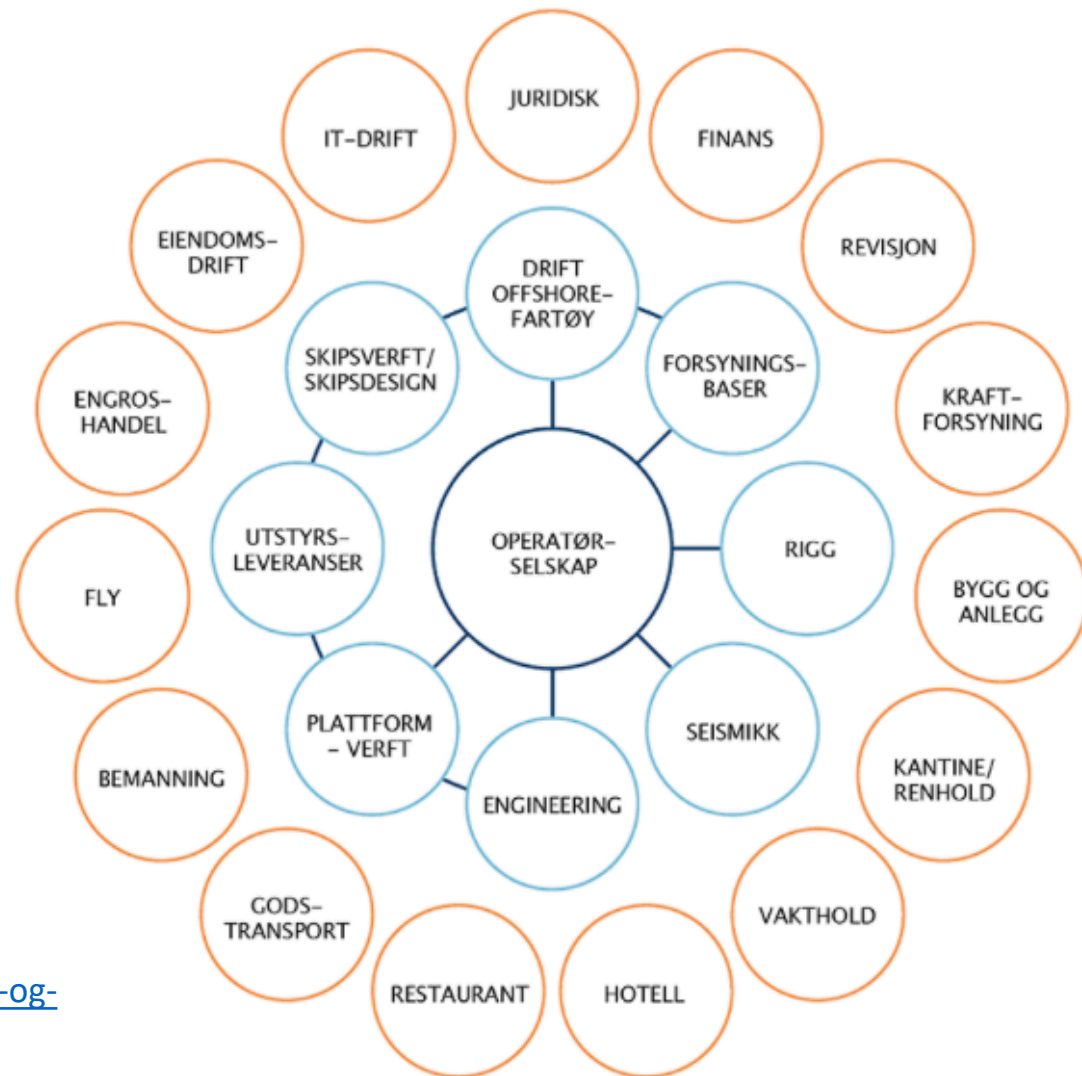 JURIDISK
IT-DRIFT
FINANS
EIENDOMS-
DRIFT
REVISJON
DRIFT
OFFSHORE-
FARTØY
SKIPSVERFT/
SKIPSDESIGN
FORSYNINGS-
BASER
ENGROS-
HANDEL
KRAFT-
FORSYNING
UTSTYRS-
LEVERANSER
OPERATØR-
SELSKAP
RIGG
FLY
BYGG OG
ANLEGG
PLATTFORM
- VERFT
SEISMIKK
BEMANNING
ENGINEERING
KANTINE/
RENHOLD
GODS-
TRANSPORT
VAKTHOLD
RESTAURANT
HOTELL
-og-